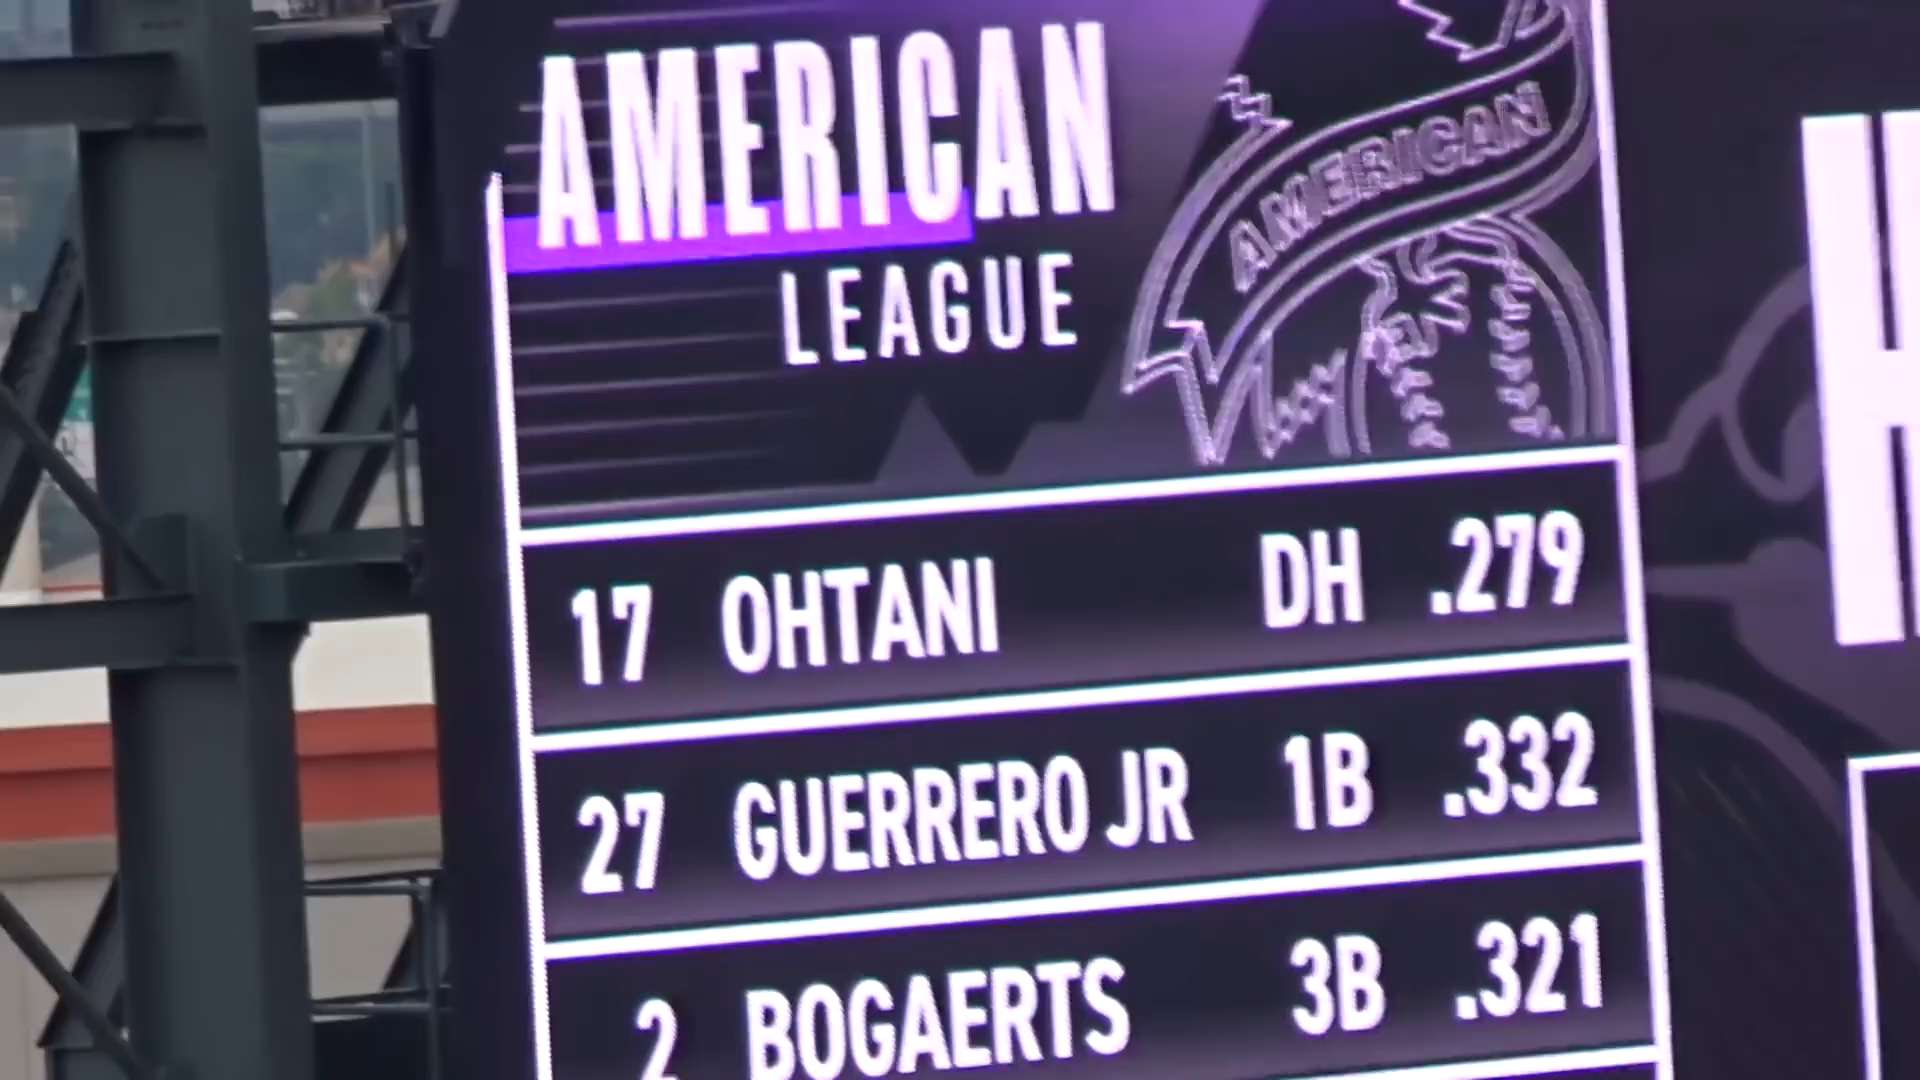 AMERICAN
LEAGUE
AMERICAN
17 OHTANI DH .279
27 GUERRERO JR 1B .332
2 BOGAERTS 3B .321